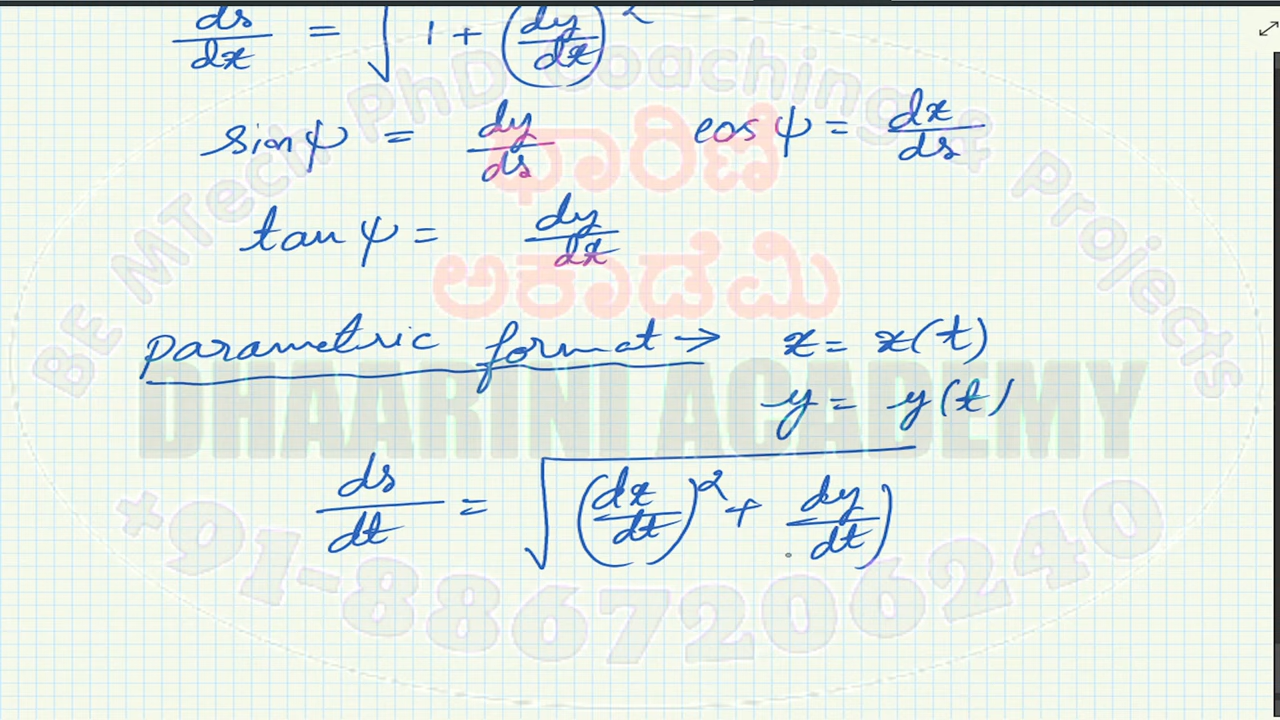 ds/dx = √ 1 + (dy/dx)²
sin ψ = dy/ds cos ψ = dx/ds
tan ψ = dy/dx
parametric format → x = x(t)
y = y(t)
ds/dt = √ (dx/dt)² + dy/dt)
BE MTech PhD Coaching & Projects
ಧಾರಿಣಿ
ಅಕಾಡೆಮಿ
DHAARINI ACADEMY
+91-8867206240